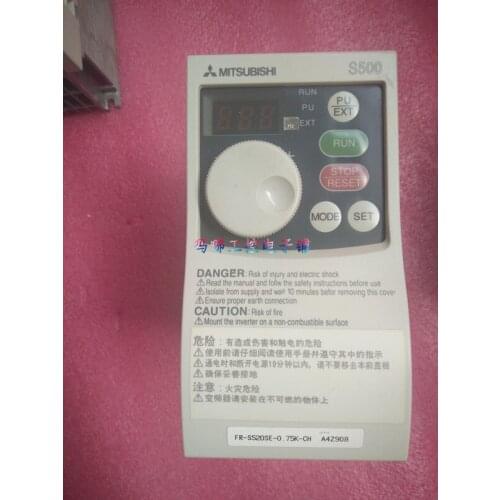 MITSUBISHI S500
RUN
PU
EXT
PU
EXT
RUN
STOP
RESET
MODE
SET
DANGER: Risk of injury and electric shock
Read the manual and follow the safety instructions before use
Isolate from supply and wait 10 minutes before removing this cover
Ensure proper earth connection
CAUTION: Risk of fire
Mount the inverter on a non-combustible surface
危险：有造成伤害和触电的危险
使用前请仔细阅读使用手册并遵守其中的指示
通电时和断开电源10分钟以内，请不要移去本前盖板
确保妥善接地
注意：火灾危险
变频器请安装在不可燃的物体上
FR-S520SE-0.75K-CH A4Z908